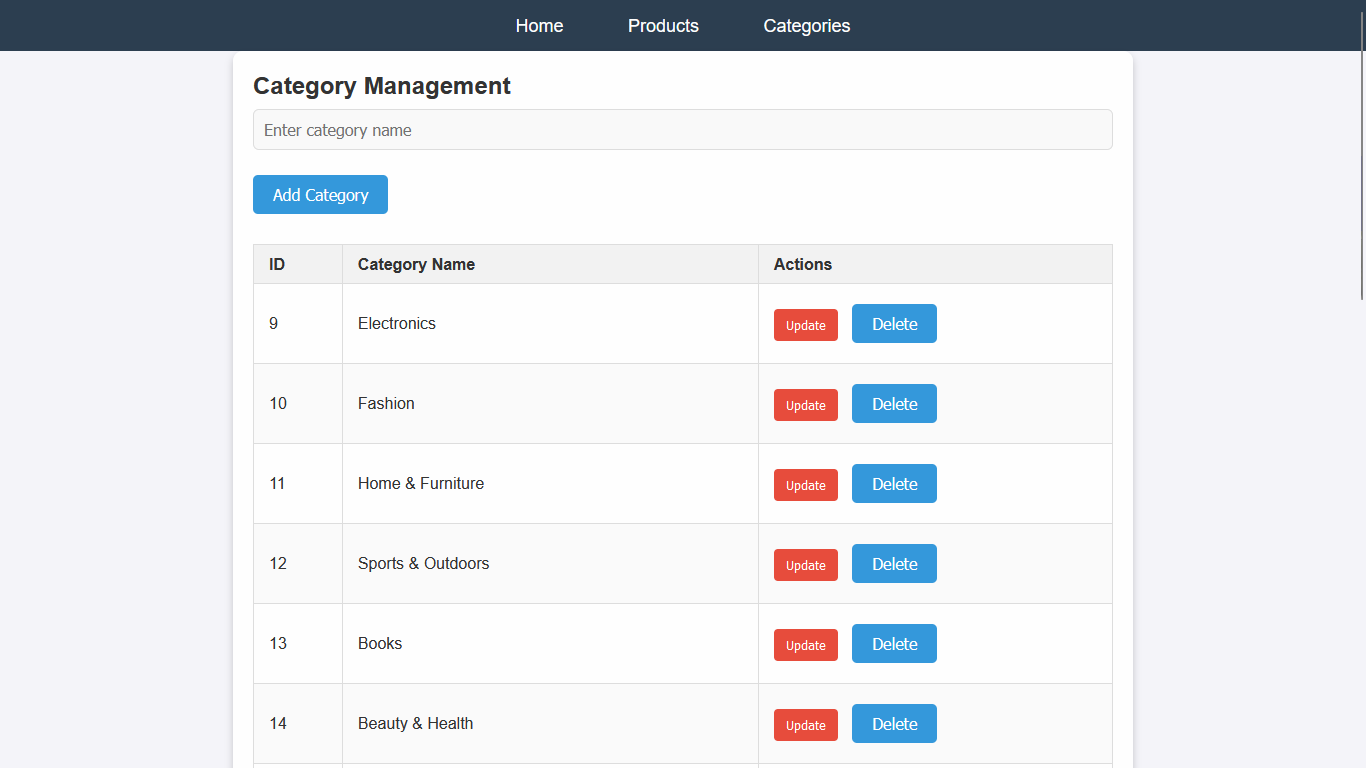 Home Products Categories
Category Management
Enter category name
Add Category
ID Category Name Actions
9 Electronics Update Delete
10 Fashion Update Delete
11 Home & Furniture Update Delete
12 Sports & Outdoors Update Delete
13 Books Update Delete
14 Beauty & Health Update Delete